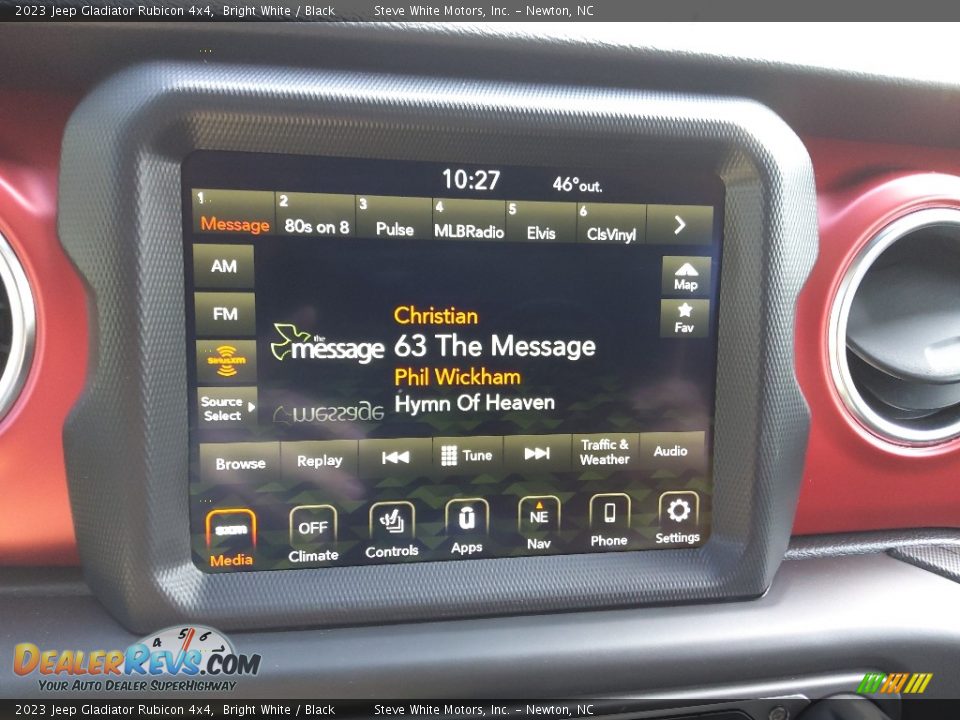 2023 Jeep Gladiator Rubicon 4x4, Bright White / Black Steve White Motors, Inc. - Newton, NC
10:27 46°out.
1 Message 2 80s on 8 3 Pulse 4 MLBRadio 5 Elvis 6 ClsVinyl
AM
Map
FM
Fav
Christian
the message 63 The Message
SiriusXM
Phil Wickham
Source Select
Hymn Of Heaven
Browse Replay Tune Traffic & Weather Audio
sxm OFF NE
Media Climate Controls Apps Nav Phone Settings
4 5 6
DealerRevs.com
Your Auto Dealer SuperHighway
2023 Jeep Gladiator Rubicon 4x4, Bright White / Black Steve White Motors, Inc. - Newton, NC